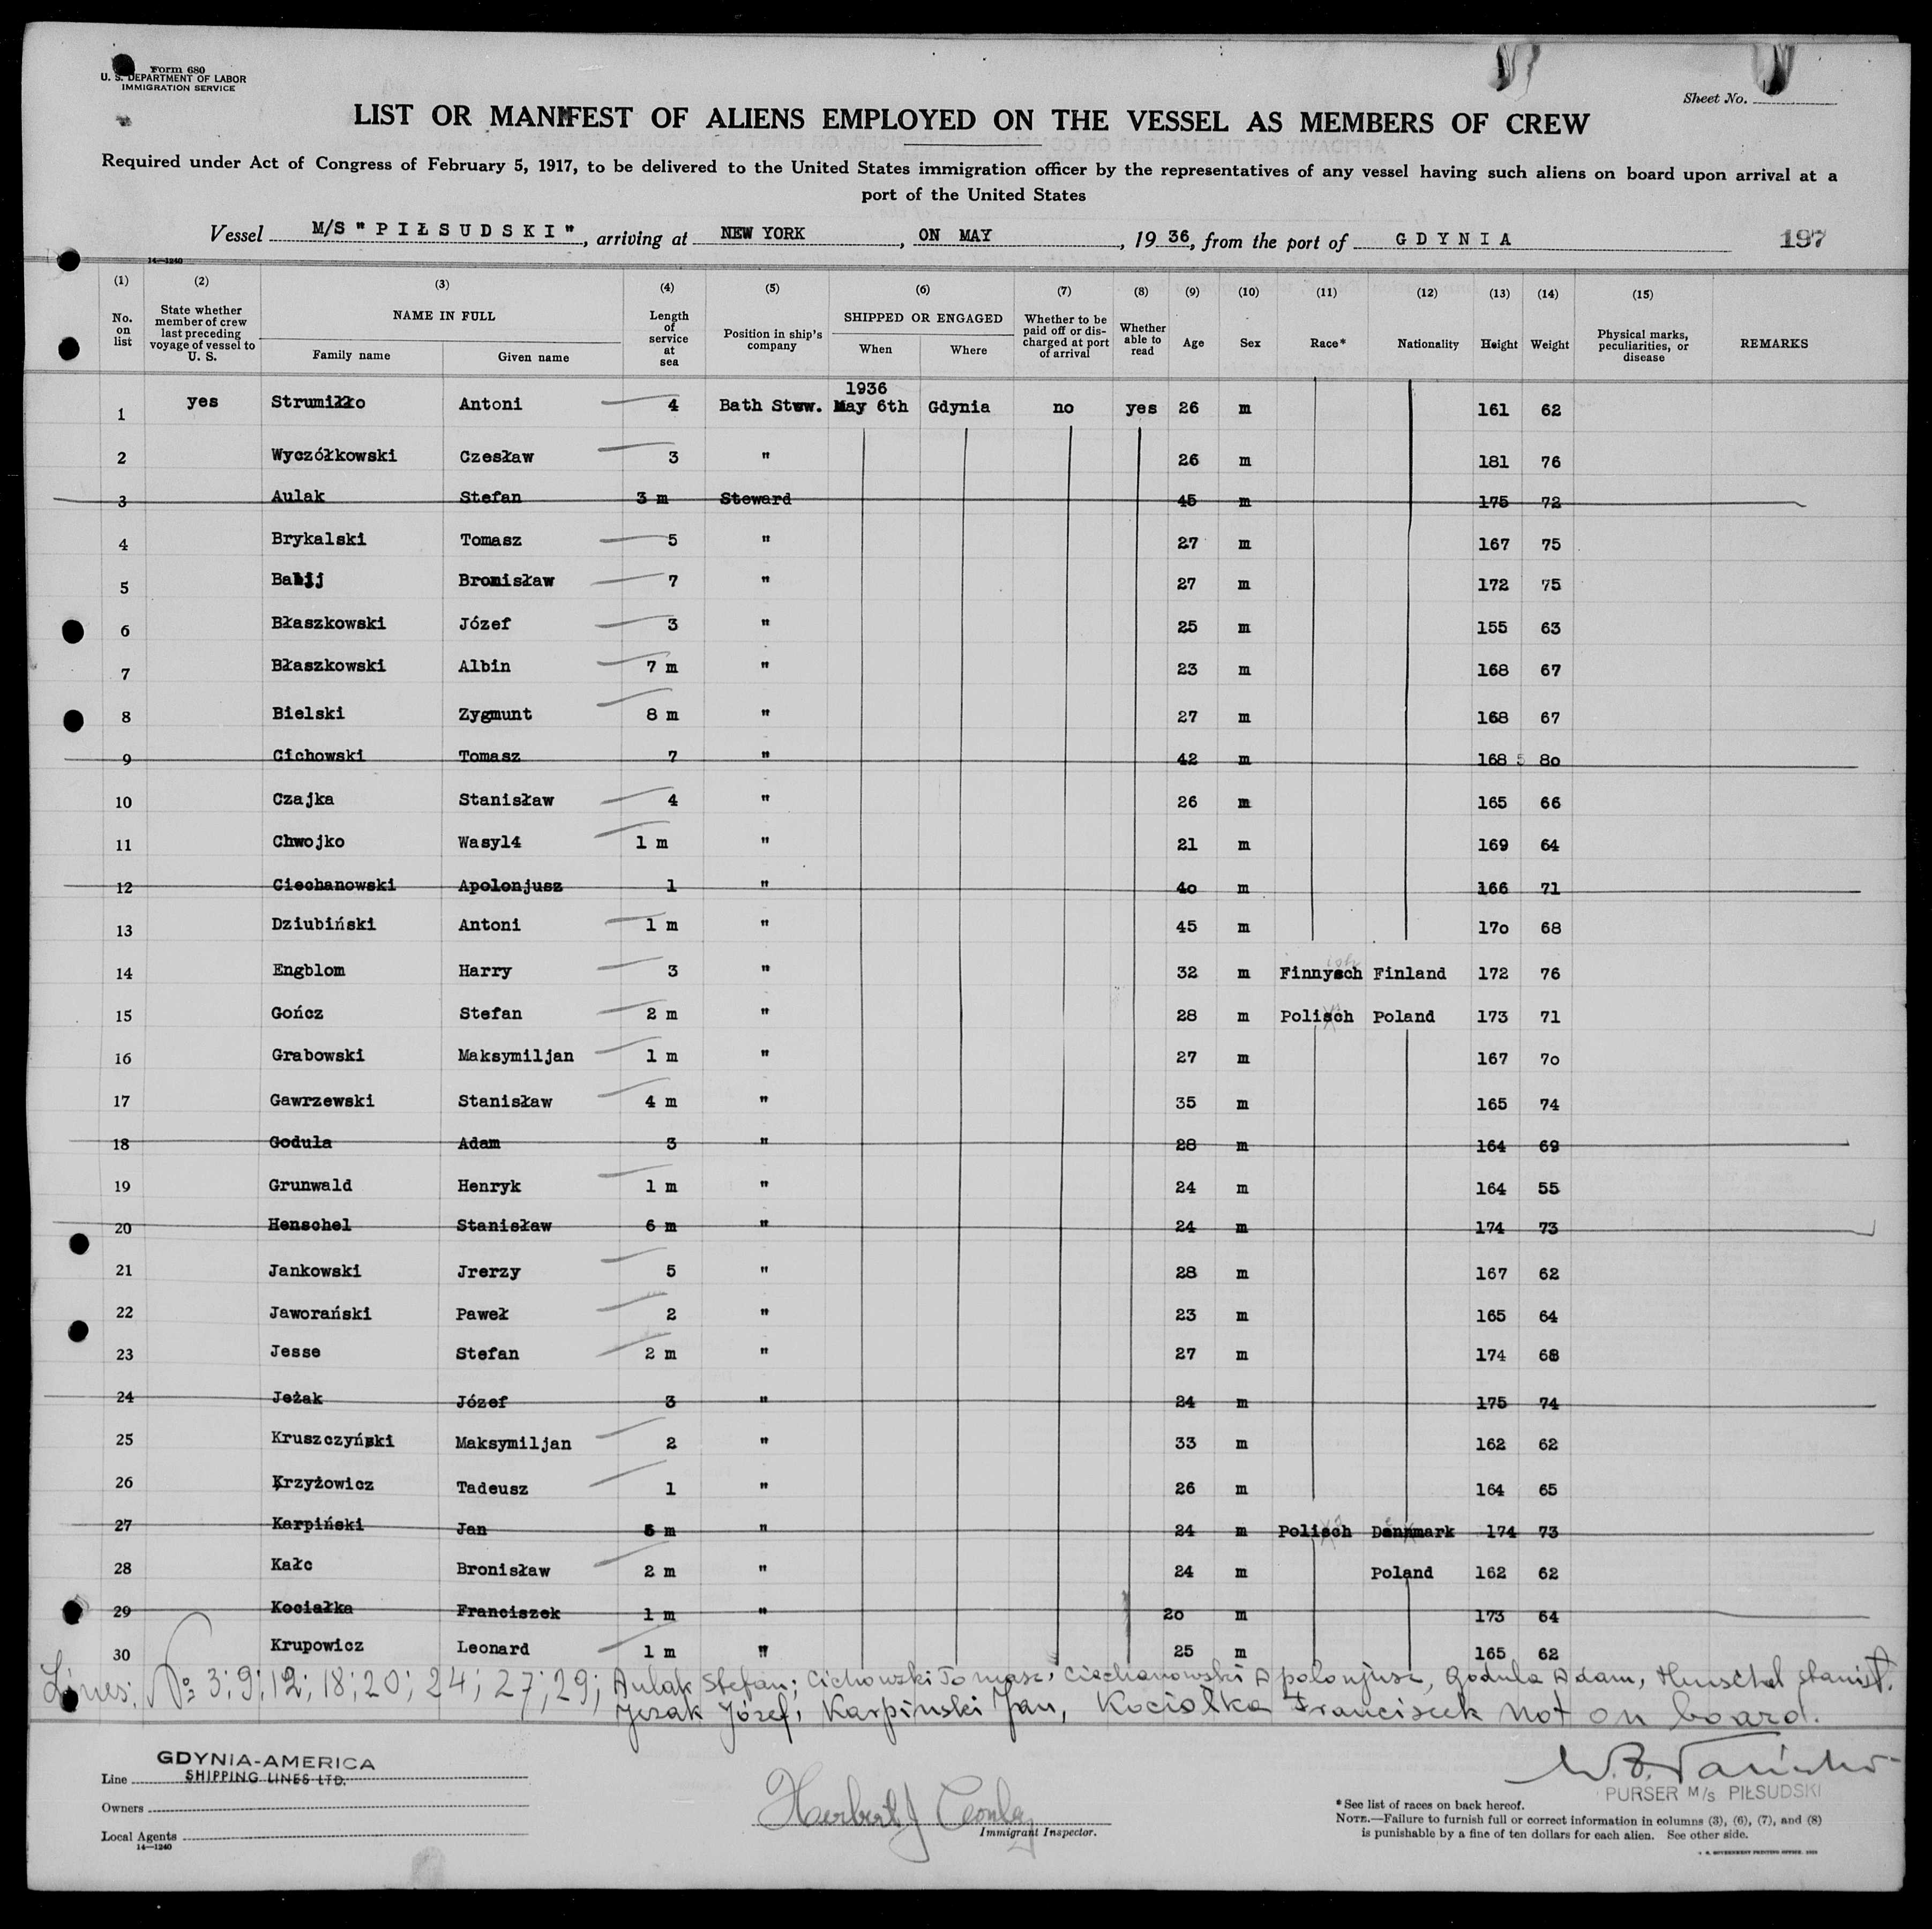 Form 680
U. S. DEPARTMENT OF LABOR
IMMIGRATION SERVICE
Sheet No.
LIST OR MANIFEST OF ALIENS EMPLOYED ON THE VESSEL AS MEMBERS OF CREW
Required under Act of Congress of February 5, 1917, to be delivered to the United States immigration officer by the representatives of any vessel having such aliens on board upon arrival at a
port of the United States
Vessel M/S "PIŁSUDSKI", arriving at NEW YORK, ON MAY, 1936, from the port of GDYNIA 197
14—1240
(1) (2) (3) (4) (5) (6) (7) (8) (9) (10) (11) (12) (13) (14) (15)
No. on list State whether member of crew last preceding voyage of vessel to U. S. NAME IN FULL Family name Given name Length of service at sea Position in ship's company SHIPPED OR ENGAGED When Where Whether to be paid off or discharged at port of arrival Whether able to read Age Sex Race* Nationality Height Weight Physical marks, peculiarities, or disease REMARKS
1936
1 yes Strumiłło Antoni 4 Bath Stew. May 6th Gdynia no yes 26 m 161 62
2 Wyczółkowski Czesław 3 " 26 m 181 76
3 Aulak Stefan 3 m Steward 45 m 175 72
4 Brykalski Tomasz 5 " 27 m 167 75
5 Babij Bronisław 7 " 27 m 172 75
6 Błaszkowski Józef 3 " 25 m 155 63
7 Błaszkowski Albin 7 m " 23 m 168 67
8 Bielski Zygmunt 8 m " 27 m 168 67
9 Cichowski Tomasz 7 " 42 m 168 5 80
10 Czajka Stanisław 4 " 26 m 165 66
11 Chwojko Wasyl4 1 m " 21 m 169 64
12 Ciechanowski Apolonjusz 1 " 4o m 166 71
13 Dziubiński Antoni 1 m " 45 m 17o 68
14 Engblom Harry 3 " 32 m Finnysch Finland 172 76
15 Gończ Stefan 2 m " 28 m Polisch Poland 173 71
16 Grabowski Maksymiljan 1 m " 27 m 167 7o
17 Gawrzewski Stanisław 4 m " 35 m 165 74
18 Godula Adam 3 " 28 m 164 69
19 Grunwald Henryk 1 m " 24 m 164 55
20 Henschel Stanisław 6 m " 24 m 174 73
21 Jankowski Jrerzy 5 " 28 m 167 62
22 Jaworański Paweł 2 " 23 m 165 64
23 Jesse Stefan 2 m " 27 m 174 68
24 Jeżak Józef 3 " 24 m 175 74
25 Kruszczyński Maksymiljan 2 " 33 m 162 62
26 Krzyżowicz Tadeusz 1 " 26 m 164 65
27 Karpiński Jan 5 m " 24 m Polisch Dannmark 174 73
28 Kałc Bronisław 2 m " 24 m Poland 162 62
29 Kociałka Franciszek 1 m " 2o m 173 64
30 Krupowicz Leonard 1 m " 25 m 165 62
Lines: No 3; 9; 12; 18; 20; 24; 27; 29; Aulak Stefan; Cichowski Tomasz, Ciechanowski Apolonjusz, Godula Adam, Henschel Stanisł.
Jezak Józef, Karpinski Jan, Kociolka Franciszek not on board.
Line GDYNIA-AMERICA
SHIPPING LINES LTD.
Owners
Local Agents
14—1240
Herbert J Conley
Immigrant Inspector.
PURSER M/s PIŁSUDSKI
*See list of races on back hereof.
NOTE.—Failure to furnish full or correct information in columns (3), (6), (7), and (8)
is punishable by a fine of ten dollars for each alien. See other side.